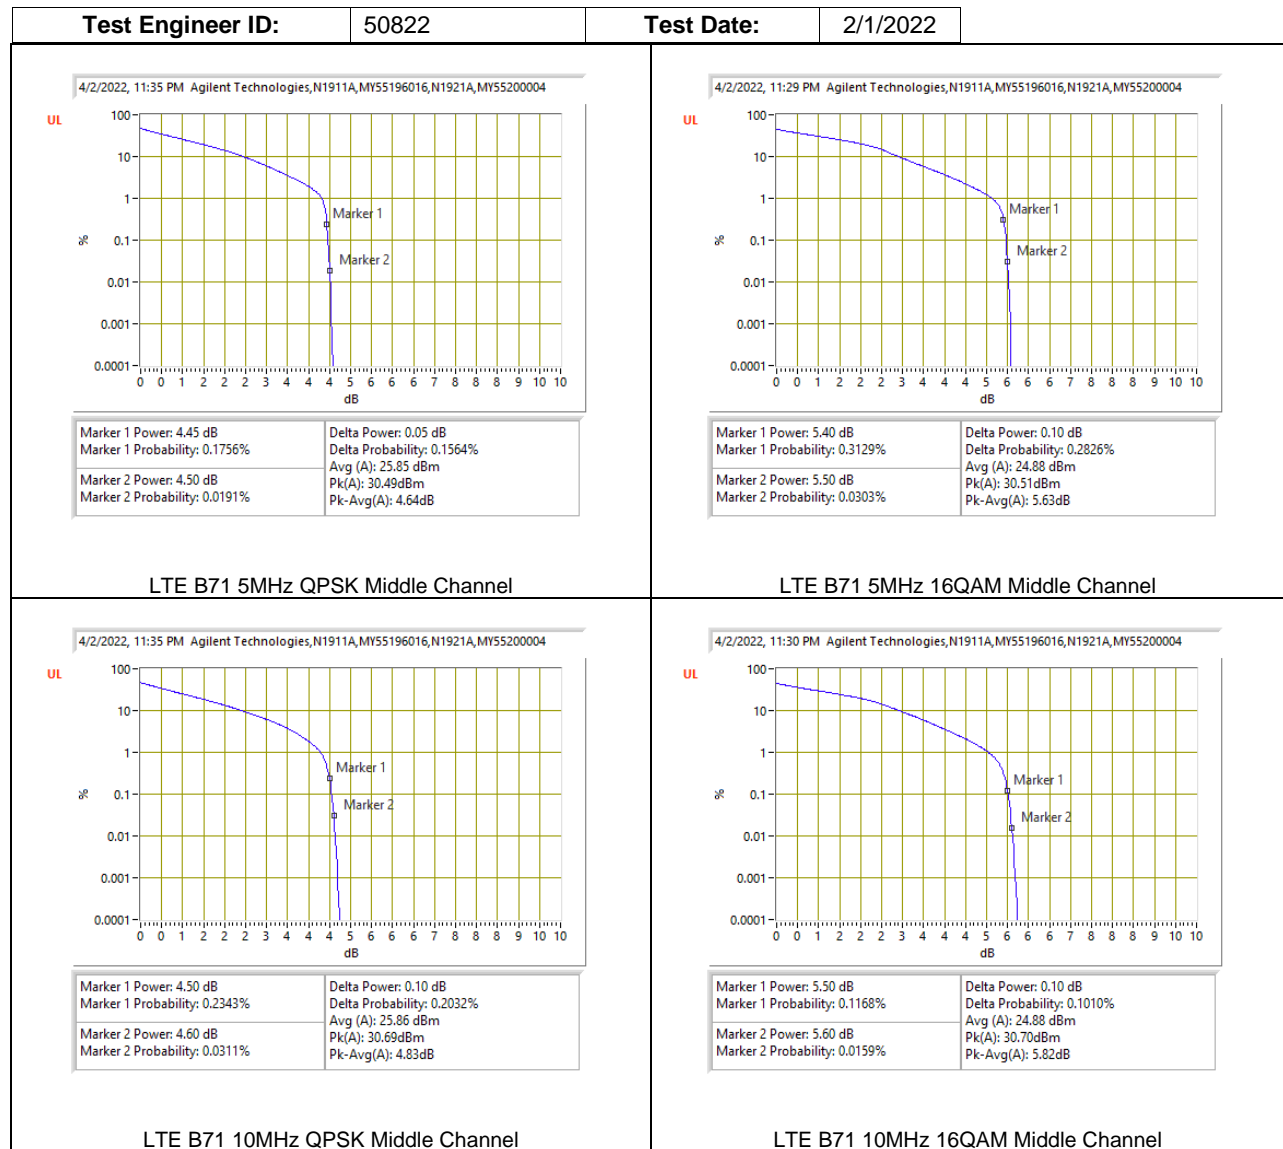 Test Engineer ID: 50822 Test Date: 2/1/2022
4/2/2022, 11:35 PM Agilent Technologies,N1911A,MY55196016,N1921A,MY55200004
UL
100
10
1
0.1
0.01
0.001
0.0001
%
Marker 1
Marker 2
0 0 1 2 2 3 4 4 4 5 6 6 7 8 8 9 8 9 10 10
dB
Marker 1 Power: 4.45 dB
Marker 1 Probability: 0.1756%
Marker 2 Power: 4.50 dB
Marker 2 Probability: 0.0191%
Delta Power: 0.05 dB
Delta Probability: 0.1564%
Avg (A): 25.85 dBm
Pk(A): 30.49dBm
Pk-Avg(A): 4.64dB
LTE B71 5MHz QPSK Middle Channel
4/2/2022, 11:29 PM Agilent Technologies,N1911A,MY55196016,N1921A,MY55200004
UL
100
10
1
0.1
0.01
0.001
0.0001
%
Marker 1
Marker 2
0 0 1 2 2 2 3 4 4 5 6 6 6 7 8 8 9 10 10
dB
Marker 1 Power: 5.40 dB
Marker 1 Probability: 0.3129%
Marker 2 Power: 5.50 dB
Marker 2 Probability: 0.0303%
Delta Power: 0.10 dB
Delta Probability: 0.2826%
Avg (A): 24.88 dBm
Pk(A): 30.51dBm
Pk-Avg(A): 5.63dB
LTE B71 5MHz 16QAM Middle Channel
4/2/2022, 11:35 PM Agilent Technologies,N1911A,MY55196016,N1921A,MY55200004
UL
100
10
1
0.1
0.01
0.001
0.0001
%
Marker 1
Marker 2
0 0 1 2 2 2 3 4 4 4 5 6 6 6 7 8 8 9 10 10
dB
Marker 1 Power: 4.50 dB
Marker 1 Probability: 0.2343%
Marker 2 Power: 4.60 dB
Marker 2 Probability: 0.0311%
Delta Power: 0.10 dB
Delta Probability: 0.2032%
Avg (A): 25.86 dBm
Pk(A): 30.69dBm
Pk-Avg(A): 4.83dB
LTE B71 10MHz QPSK Middle Channel
4/2/2022, 11:30 PM Agilent Technologies,N1911A,MY55196016,N1921A,MY55200004
UL
100
10
1
0.1
0.01
0.001
0.0001
%
Marker 1
Marker 2
0 0 1 2 2 2 3 4 4 4 5 6 6 6 7 8 8 9 10 10
dB
Marker 1 Power: 5.50 dB
Marker 1 Probability: 0.1168%
Marker 2 Power: 5.60 dB
Marker 2 Probability: 0.0159%
Delta Power: 0.10 dB
Delta Probability: 0.1010%
Avg (A): 24.88 dBm
Pk(A): 30.70dBm
Pk-Avg(A): 5.82dB
LTE B71 10MHz 16QAM Middle Channel